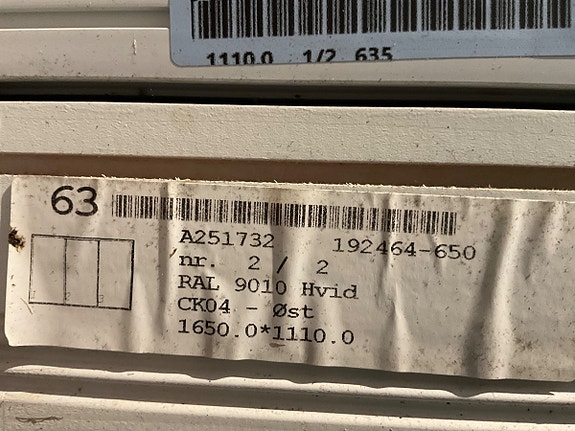 1110.0 1/2 635
63
A251732 192464-650
nr. 2 / 2
RAL 9010 Hvid
CK04 - Øst
1650.0*1110.0